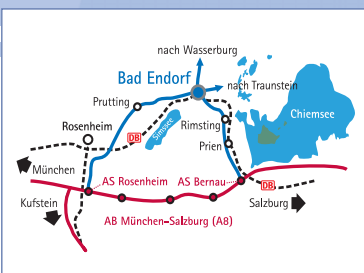 nach Wasserburg
Bad Endorf
nach Traunstein
Prutting
Chiemsee
Rosenheim
DB
Simssee
Rimsting
Prien
München
AS Rosenheim
AS Bernau
DB
Kufstein
Salzburg
AB München–Salzburg (A8)